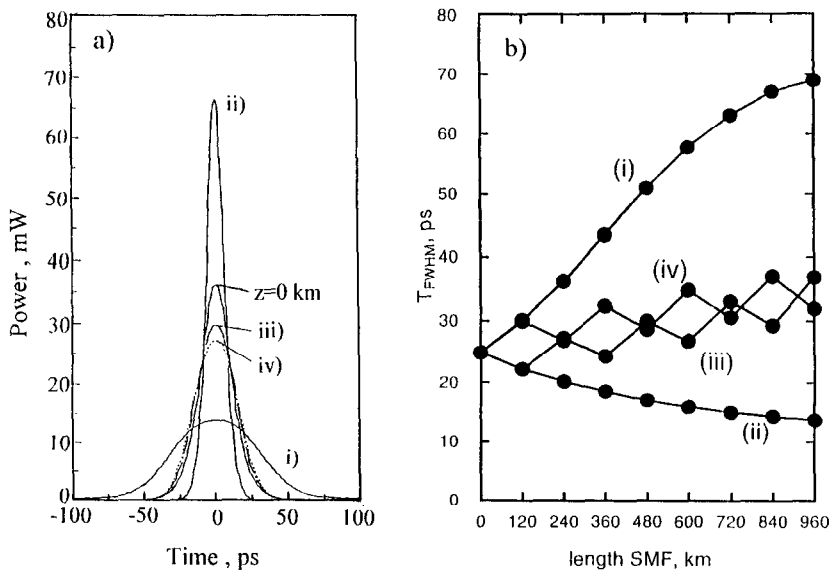 a)
80
70
60
50
40
30
20
10
0
Power , mW
ii)
z=0 km
iii)
iv)
i)
-100
-50
0
50
100
Time , ps
b)
80
70
60
50
40
30
20
10
0
T_FWHM, ps
(i)
(iv)
(iii)
(ii)
0 120 240 360 480 600 720 840 960
length SMF, km